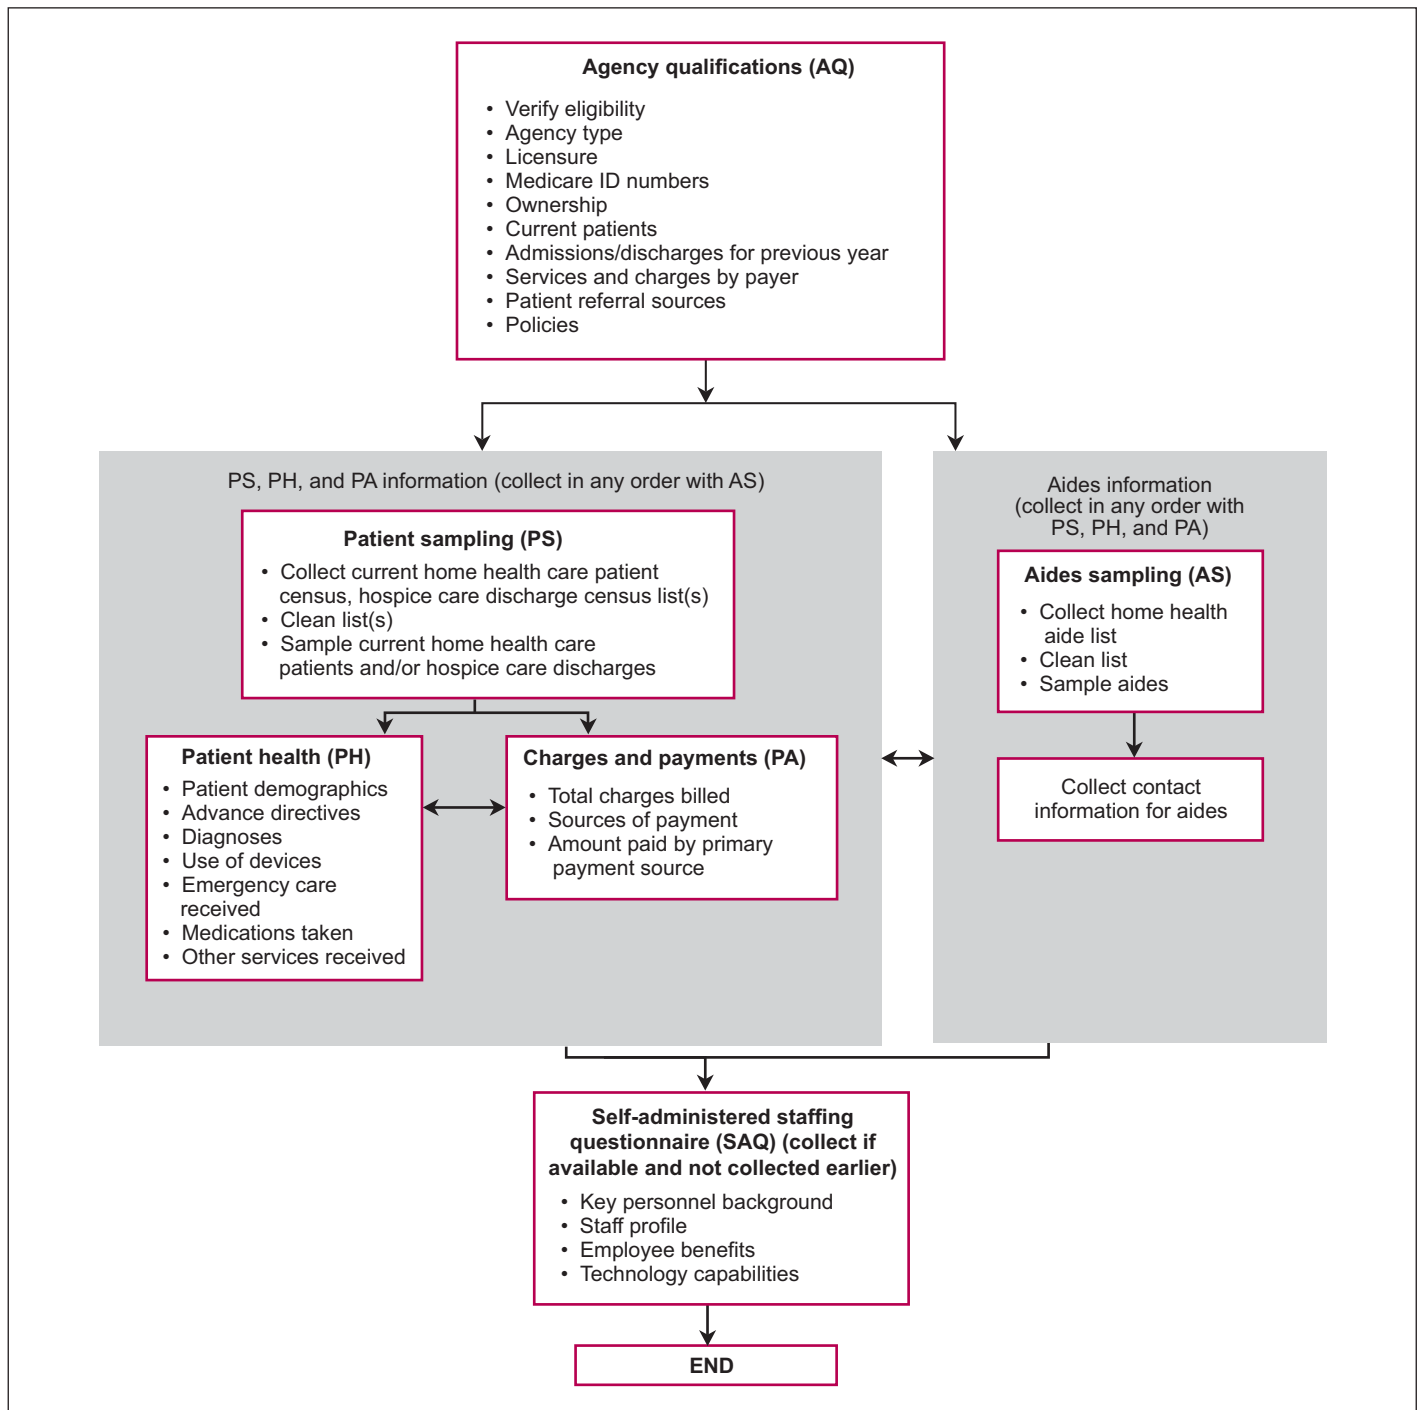 Agency qualifications (AQ)
• Verify eligibility
• Agency type
• Licensure
• Medicare ID numbers
• Ownership
• Current patients
• Admissions/discharges for previous year
• Services and charges by payer
• Patient referral sources
• Policies
PS, PH, and PA information (collect in any order with AS)
Patient sampling (PS)
• Collect current home health care patient
census, hospice care discharge census list(s)
• Clean list(s)
• Sample current home health care
patients and/or hospice care discharges
Patient health (PH)
• Patient demographics
• Advance directives
• Diagnoses
• Use of devices
• Emergency care
received
• Medications taken
• Other services received
Charges and payments (PA)
• Total charges billed
• Sources of payment
• Amount paid by primary
payment source
Aides information
(collect in any order with
PS, PH, and PA)
Aides sampling (AS)
• Collect home health
aide list
• Clean list
• Sample aides
Collect contact
information for aides
Self-administered staffing
questionnaire (SAQ) (collect if
available and not collected earlier)
• Key personnel background
• Staff profile
• Employee benefits
• Technology capabilities
END